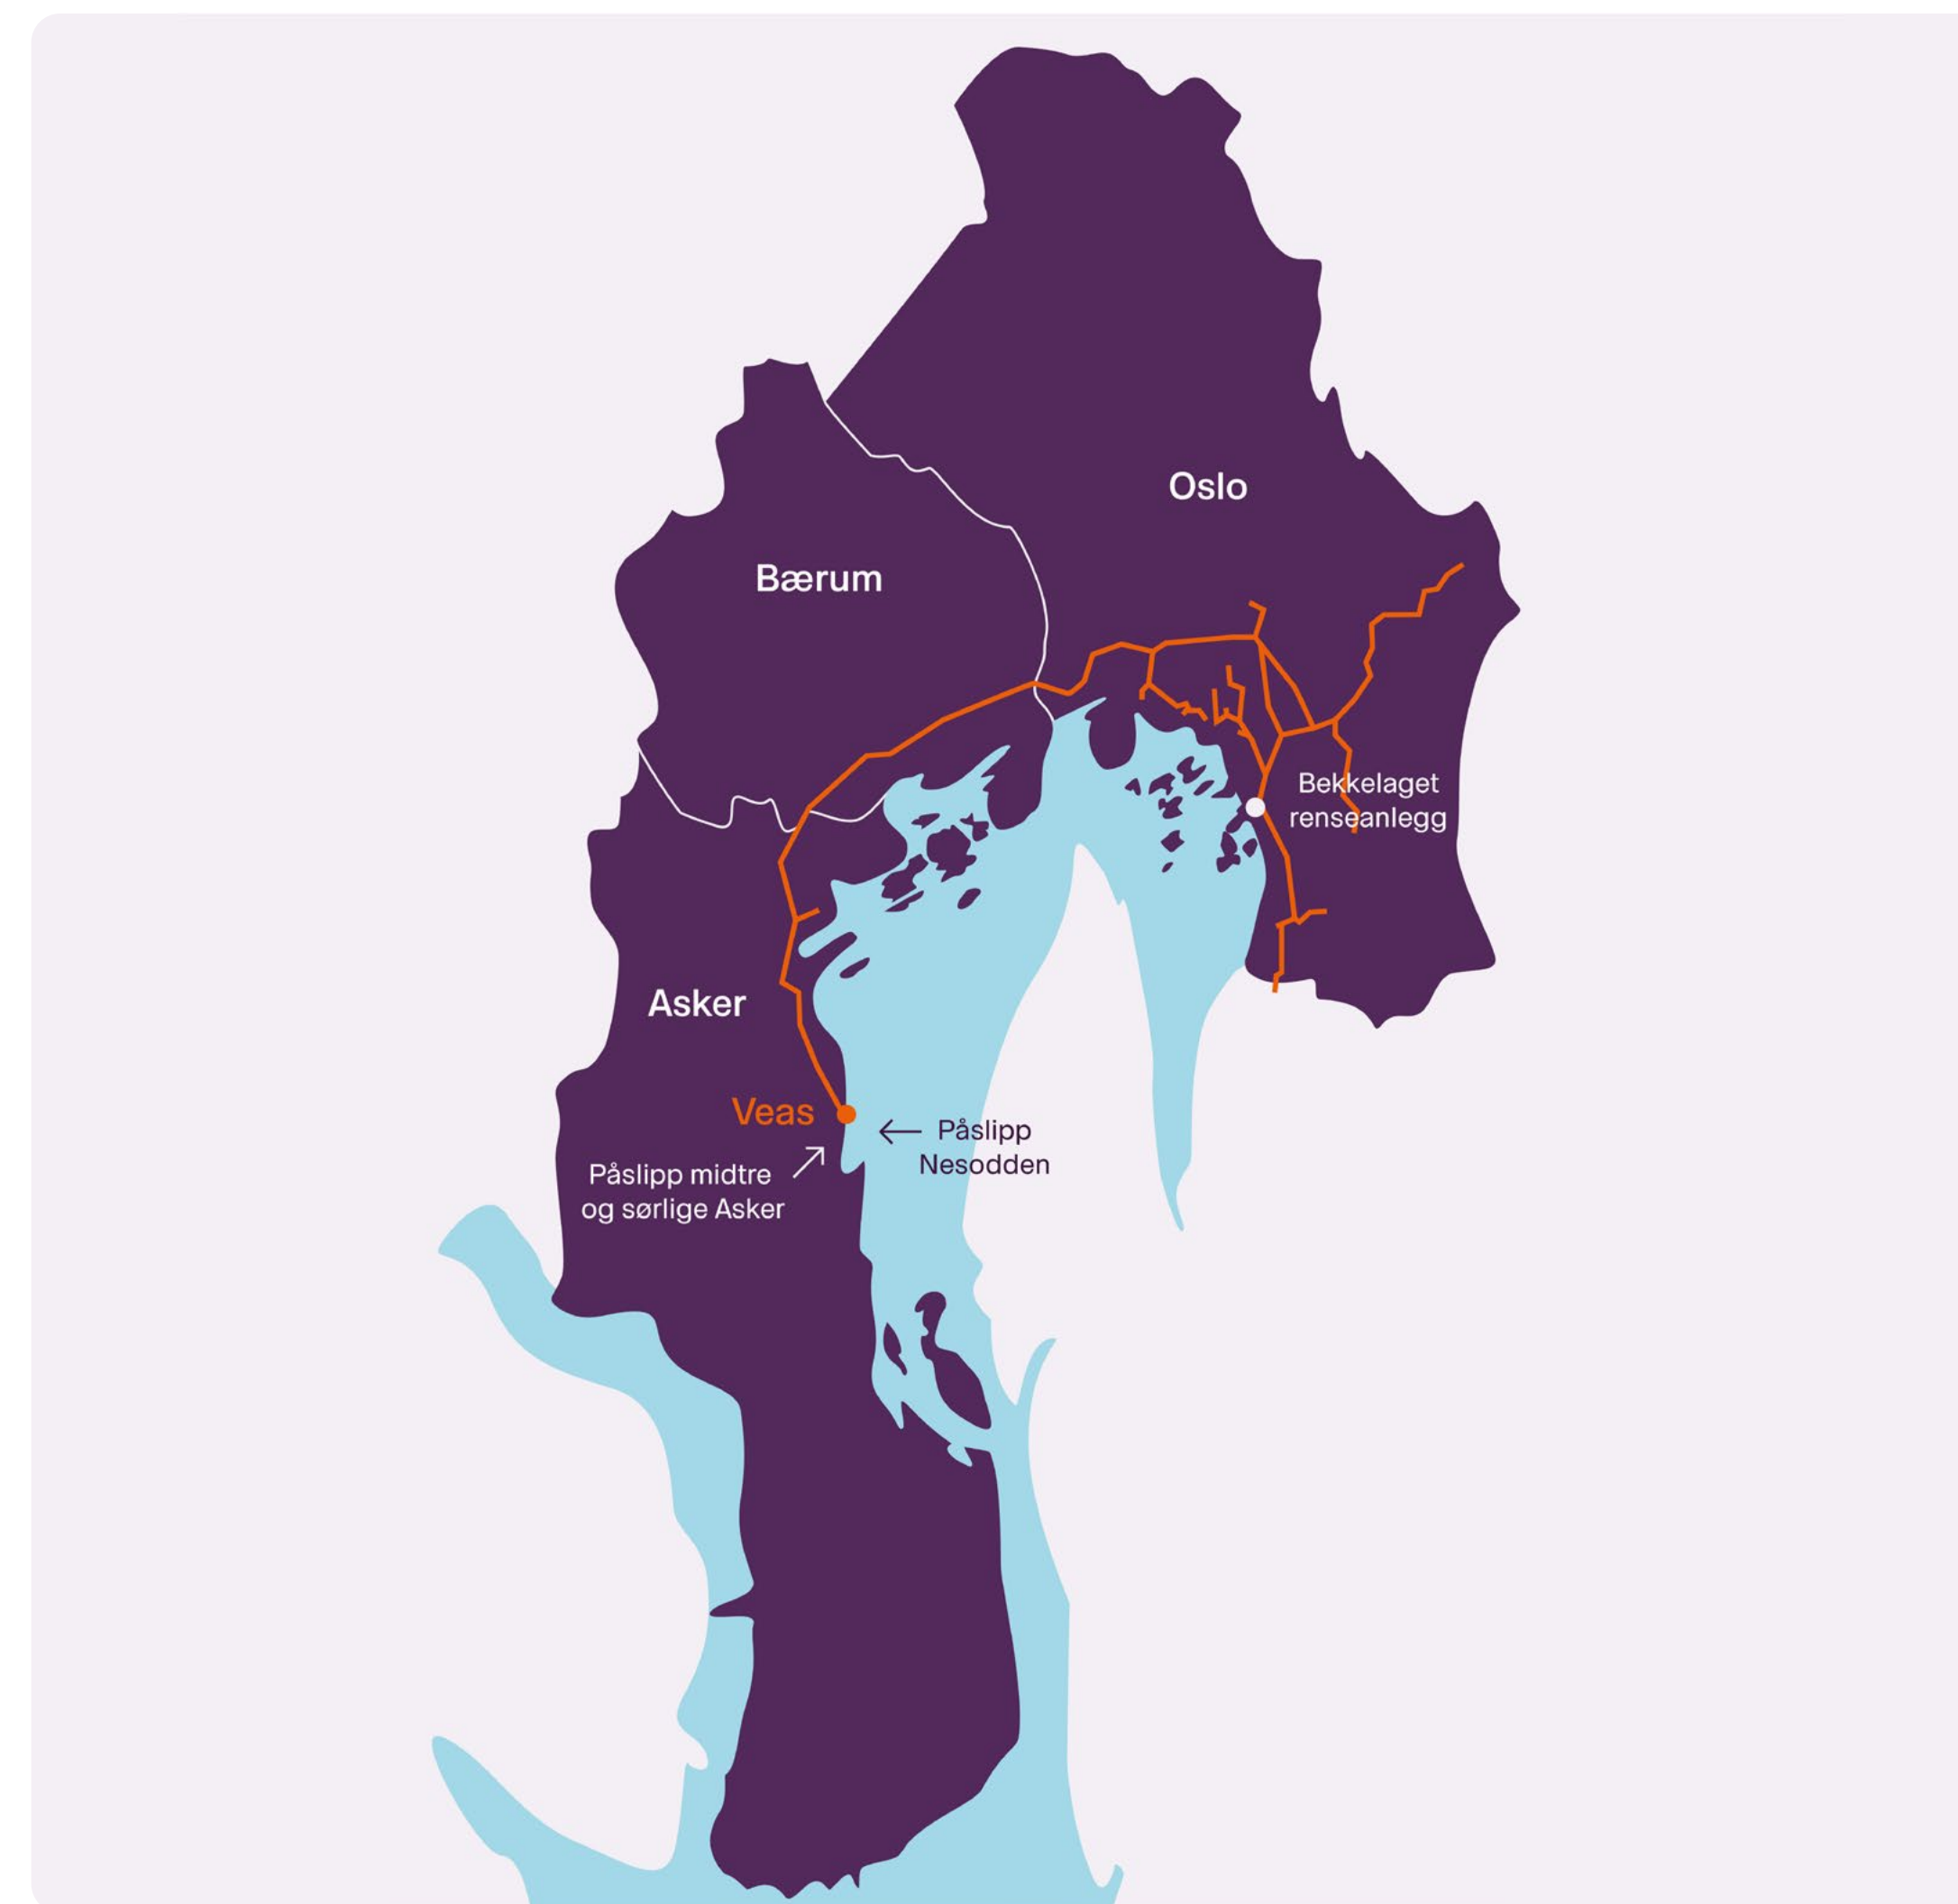 Oslo
Bærum
Bekkelaget
renseanlegg
Asker
Veas
Påslipp
Nesodden
Påslipp midtre
og sørlige Asker